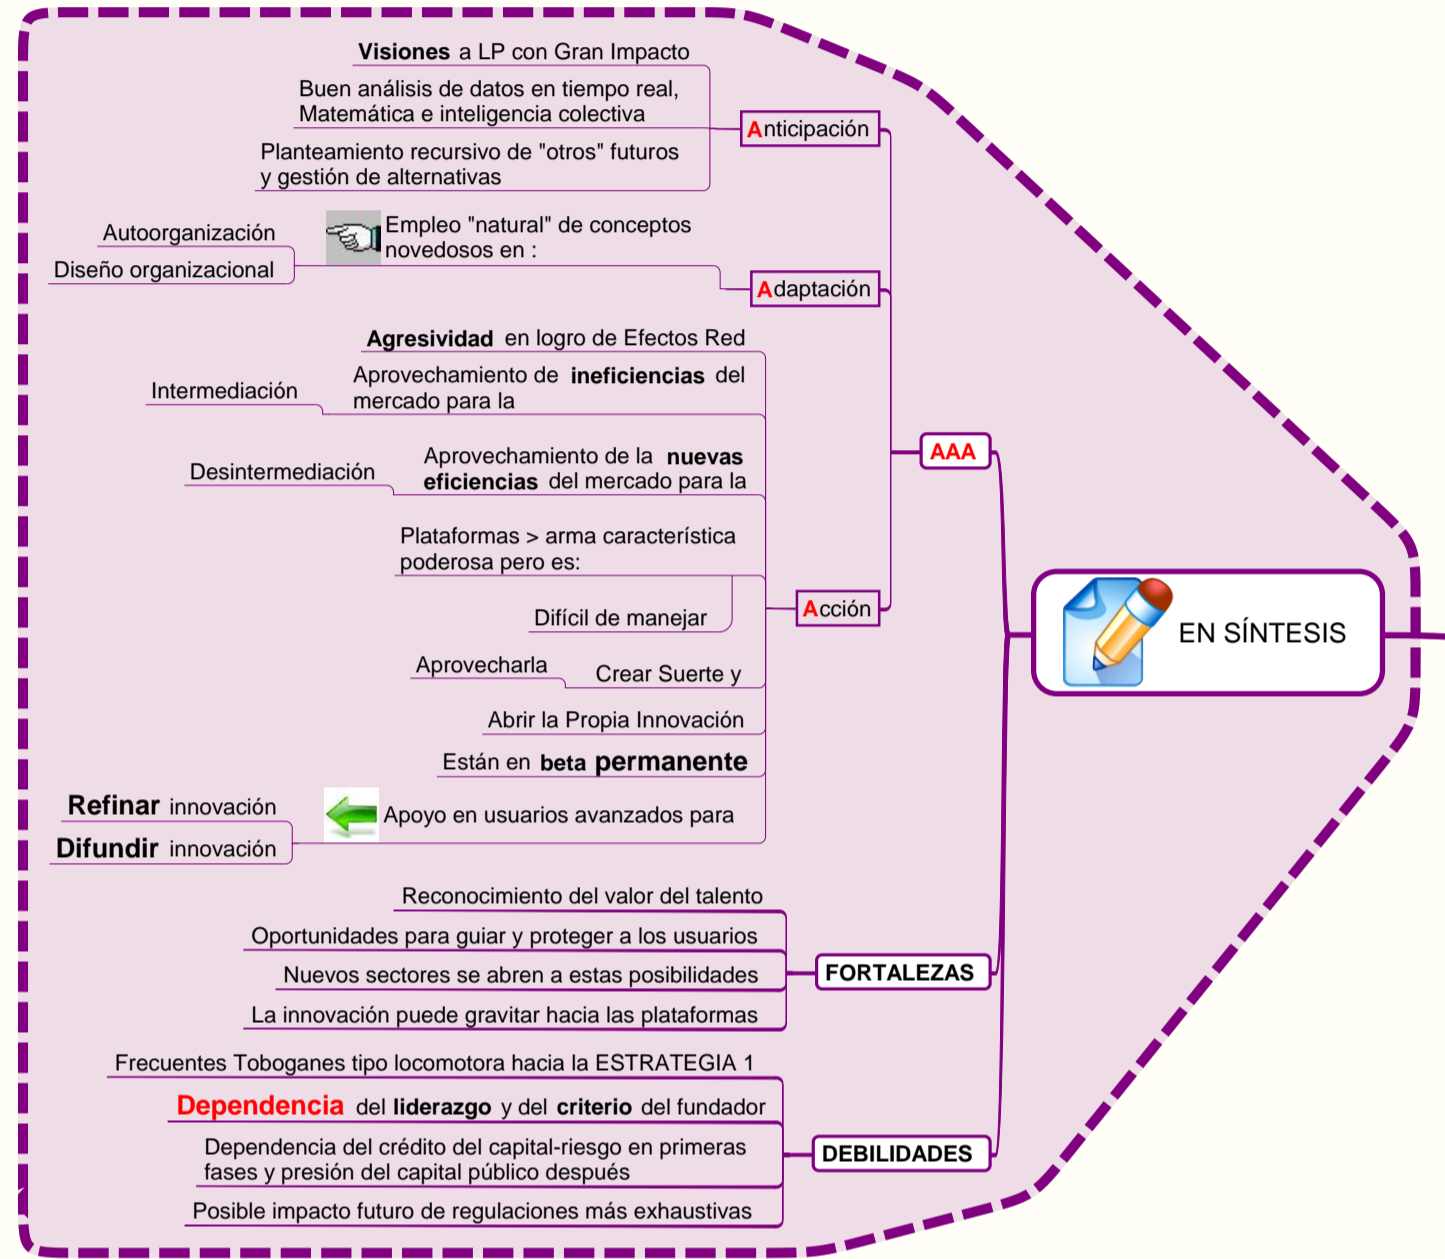 EN SÍNTESIS
AAA
Anticipación
Visiones a LP con Gran Impacto
Buen análisis de datos en tiempo real,
Matemática e inteligencia colectiva
Planteamiento recursivo de "otros" futuros
y gestión de alternativas
Adaptación
Empleo "natural" de conceptos
novedosos en :
Autoorganización
Diseño organizacional
Acción
Agresividad en logro de Efectos Red
Aprovechamiento de ineficiencias del
mercado para la
Intermediación
Aprovechamiento de la nuevas
eficiencias del mercado para la
Desintermediación
Plataformas > arma característica
poderosa pero es:
Difícil de manejar
Crear Suerte y
Aprovecharla
Abrir la Propia Innovación
Están en beta permanente
Apoyo en usuarios avanzados para
Refinar innovación
Difundir innovación
FORTALEZAS
Reconocimiento del valor del talento
Oportunidades para guiar y proteger a los usuarios
Nuevos sectores se abren a estas posibilidades
La innovación puede gravitar hacia las plataformas
DEBILIDADES
Frecuentes Toboganes tipo locomotora hacia la ESTRATEGIA 1
Dependencia del liderazgo y del criterio del fundador
Dependencia del crédito del capital-riesgo en primeras
fases y presión del capital público después
Posible impacto futuro de regulaciones más exhaustivas